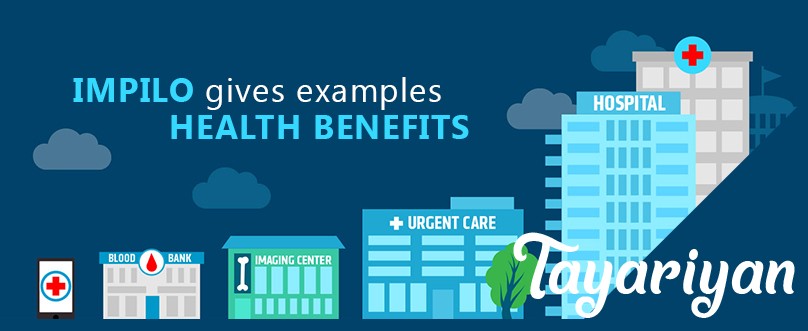 IMPILO gives examples
HEALTH BENEFITS
HOSPITAL
URGENT CARE
BLOOD BANK
IMAGING CENTER
Tayariyan